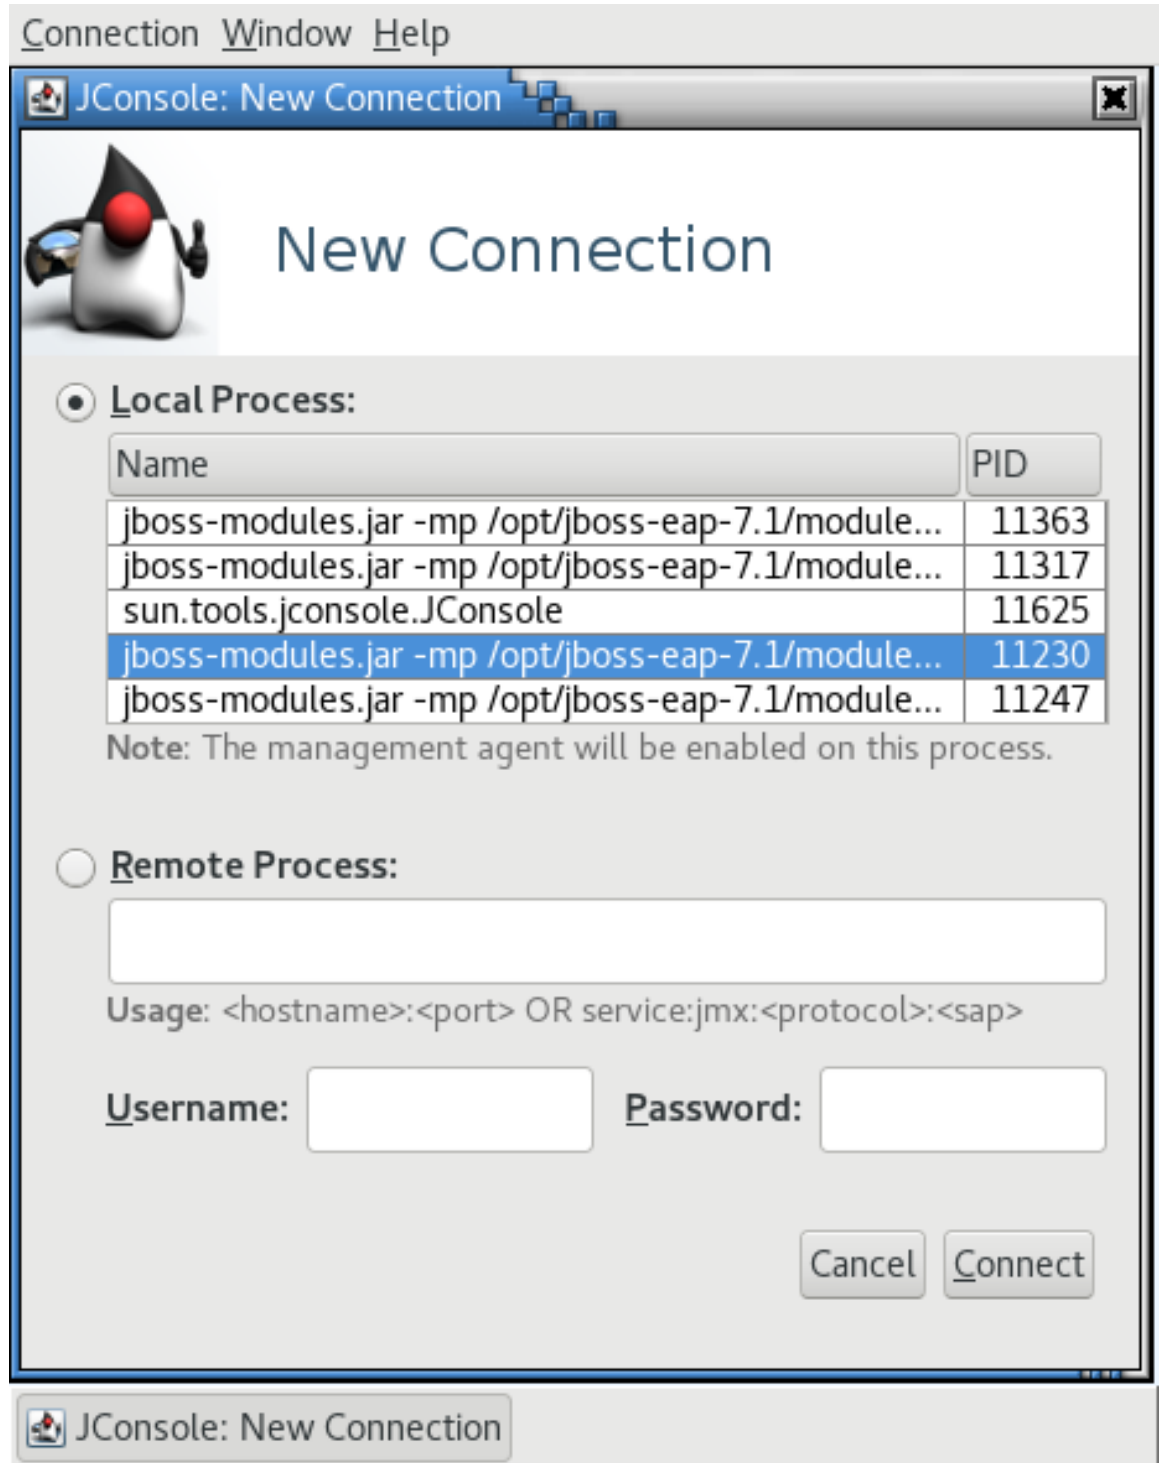 Connection Window Help
JConsole: New Connection
New Connection
Local Process:
Name PID
jboss-modules.jar -mp /opt/jboss-eap-7.1/module... 11363
jboss-modules.jar -mp /opt/jboss-eap-7.1/module... 11317
sun.tools.jconsole.JConsole 11625
jboss-modules.jar -mp /opt/jboss-eap-7.1/module... 11230
jboss-modules.jar -mp /opt/jboss-eap-7.1/module... 11247
Note: The management agent will be enabled on this process.
Remote Process:
Usage: <hostname>:<port> OR service:jmx:<protocol>:<sap>
Username: Password:
Cancel Connect
JConsole: New Connection